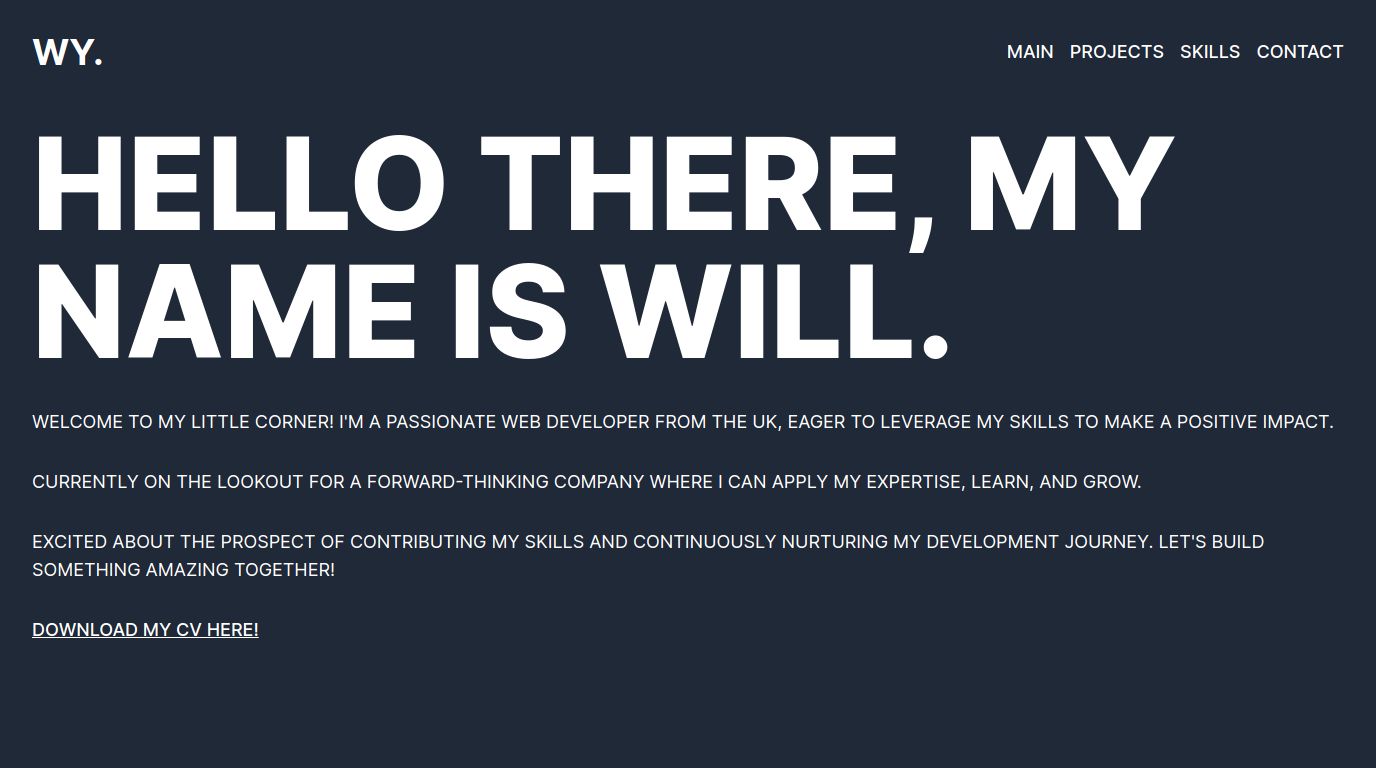 WY.
MAIN PROJECTS SKILLS CONTACT
HELLO THERE, MY
NAME IS WILL.
WELCOME TO MY LITTLE CORNER! I'M A PASSIONATE WEB DEVELOPER FROM THE UK, EAGER TO LEVERAGE MY SKILLS TO MAKE A POSITIVE IMPACT.
CURRENTLY ON THE LOOKOUT FOR A FORWARD-THINKING COMPANY WHERE I CAN APPLY MY EXPERTISE, LEARN, AND GROW.
EXCITED ABOUT THE PROSPECT OF CONTRIBUTING MY SKILLS AND CONTINUOUSLY NURTURING MY DEVELOPMENT JOURNEY. LET'S BUILD
SOMETHING AMAZING TOGETHER!
DOWNLOAD MY CV HERE!